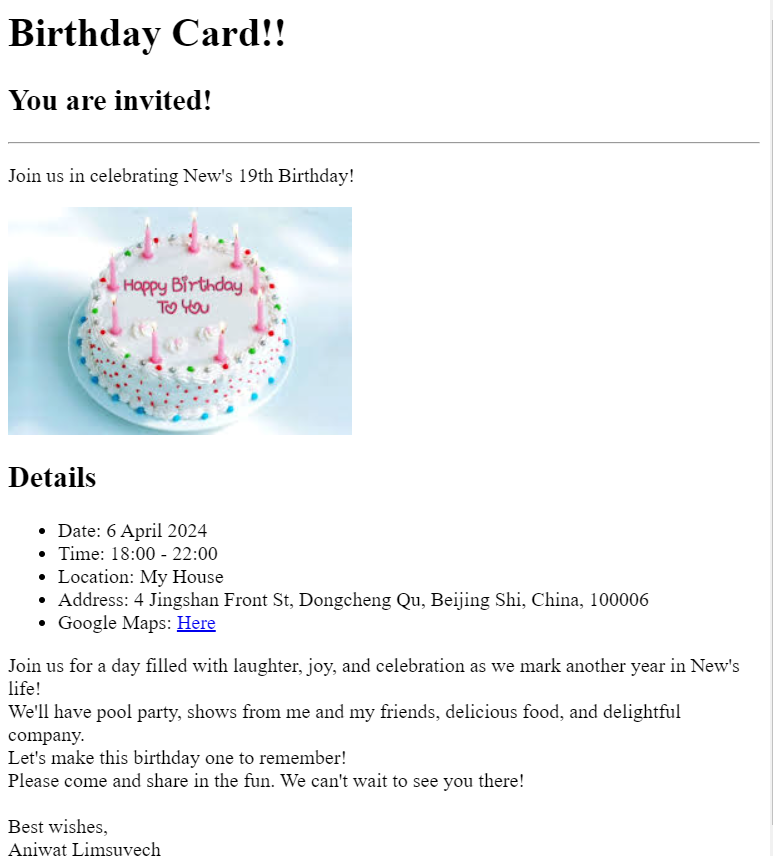 Birthday Card!!
You are invited!
Join us in celebrating New's 19th Birthday!
Happy Birthday
To You
Details
Date: 6 April 2024
Time: 18:00 - 22:00
Location: My House
Address: 4 Jingshan Front St, Dongcheng Qu, Beijing Shi, China, 100006
Google Maps: Here
Join us for a day filled with laughter, joy, and celebration as we mark another year in New's
life!
We'll have pool party, shows from me and my friends, delicious food, and delightful
company.
Let's make this birthday one to remember!
Please come and share in the fun. We can't wait to see you there!
Best wishes,
Aniwat Limsuvech